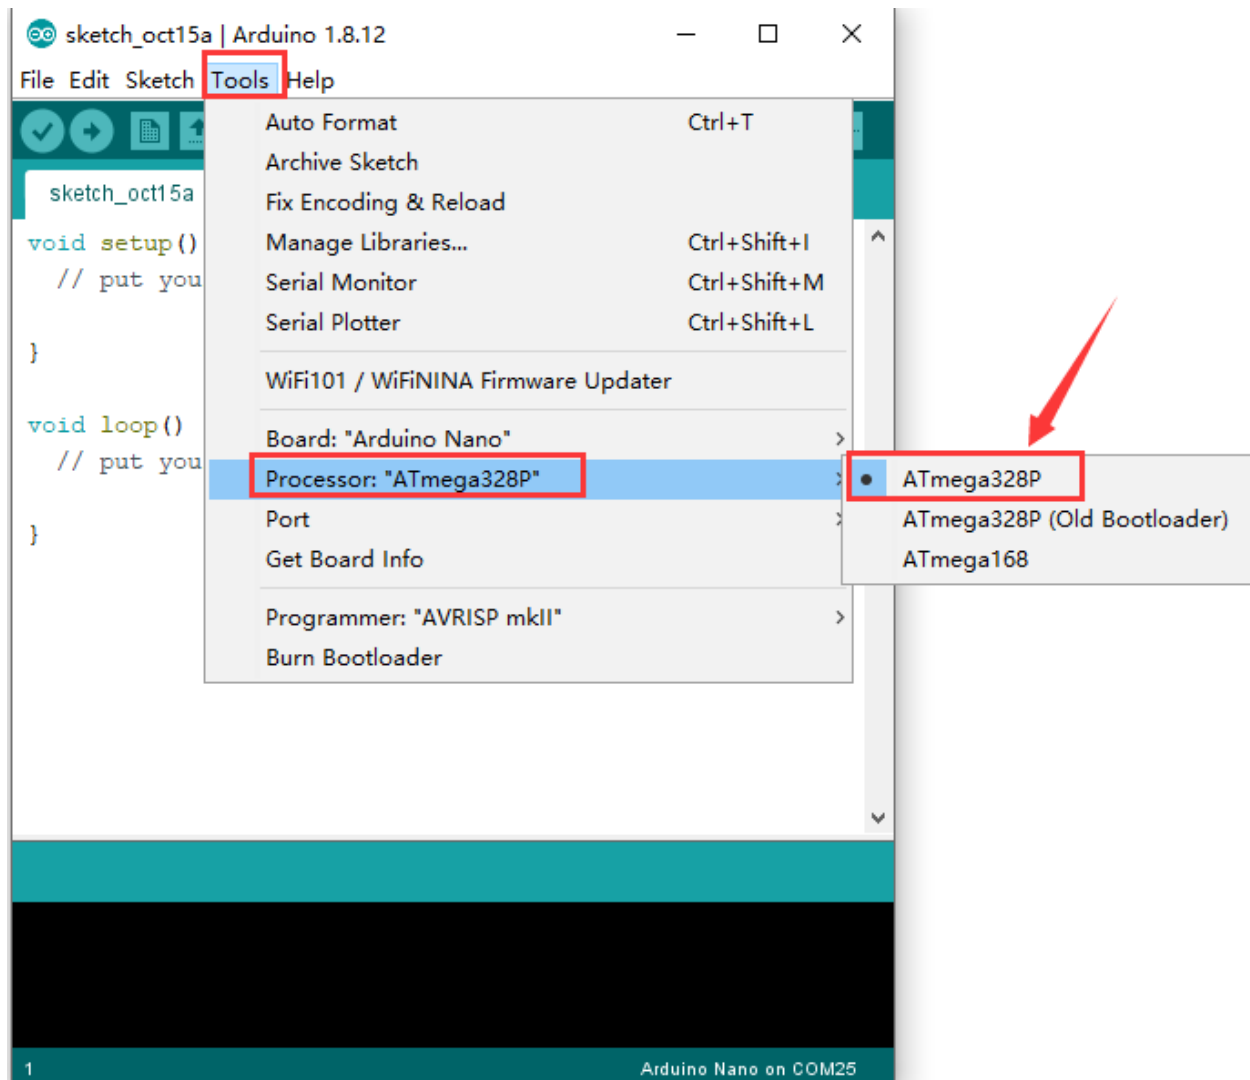 sketch_oct15a | Arduino 1.8.12
File Edit Sketch Tools Help
sketch_oct15a
void setup()
// put you
}
void loop()
// put you
}
Auto Format Ctrl+T
Archive Sketch
Fix Encoding & Reload
Manage Libraries... Ctrl+Shift+I
Serial Monitor Ctrl+Shift+M
Serial Plotter Ctrl+Shift+L
WiFi101 / WiFiNINA Firmware Updater
Board: "Arduino Nano"
Processor: "ATmega328P"
Port
Get Board Info
Programmer: "AVRISP mkII"
Burn Bootloader
ATmega328P
ATmega328P (Old Bootloader)
ATmega168
1 Arduino Nano on COM25